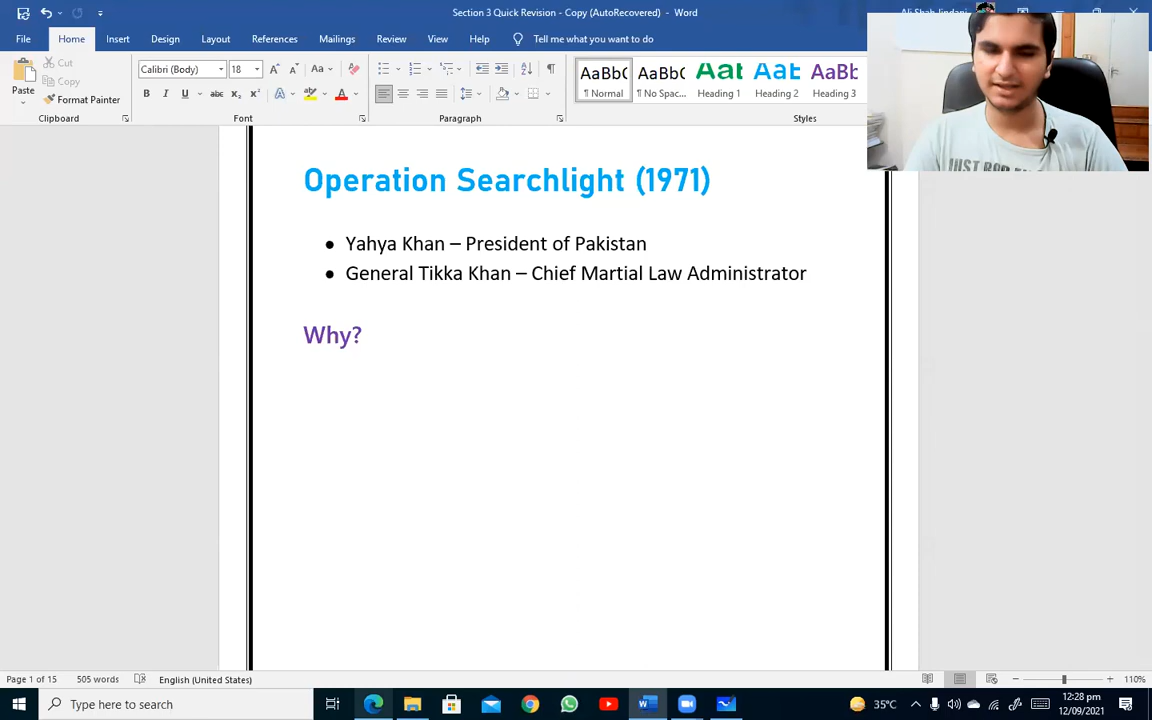 Section 3 Quick Revision - Copy (AutoRecovered) - Word
File Home Insert Draw Design Layout References Mailings Review View Help Tell me what you want to do
Paste
Cut
Copy
Format Painter
Clipboard
Calibri (Body) 18
Font
Paragraph
AaBbC AaBbC AaB AaBb AaBbC
¶ Normal ¶ No Spac... Heading 1 Heading 2 Heading 3
Styles
Operation Searchlight (1971)
• Yahya Khan – President of Pakistan
• General Tikka Khan – Chief Martial Law Administrator
Why?
Page 1 of 15 505 words English (United States) 110%
Type here to search
35°C
12:28 pm
12/09/2021